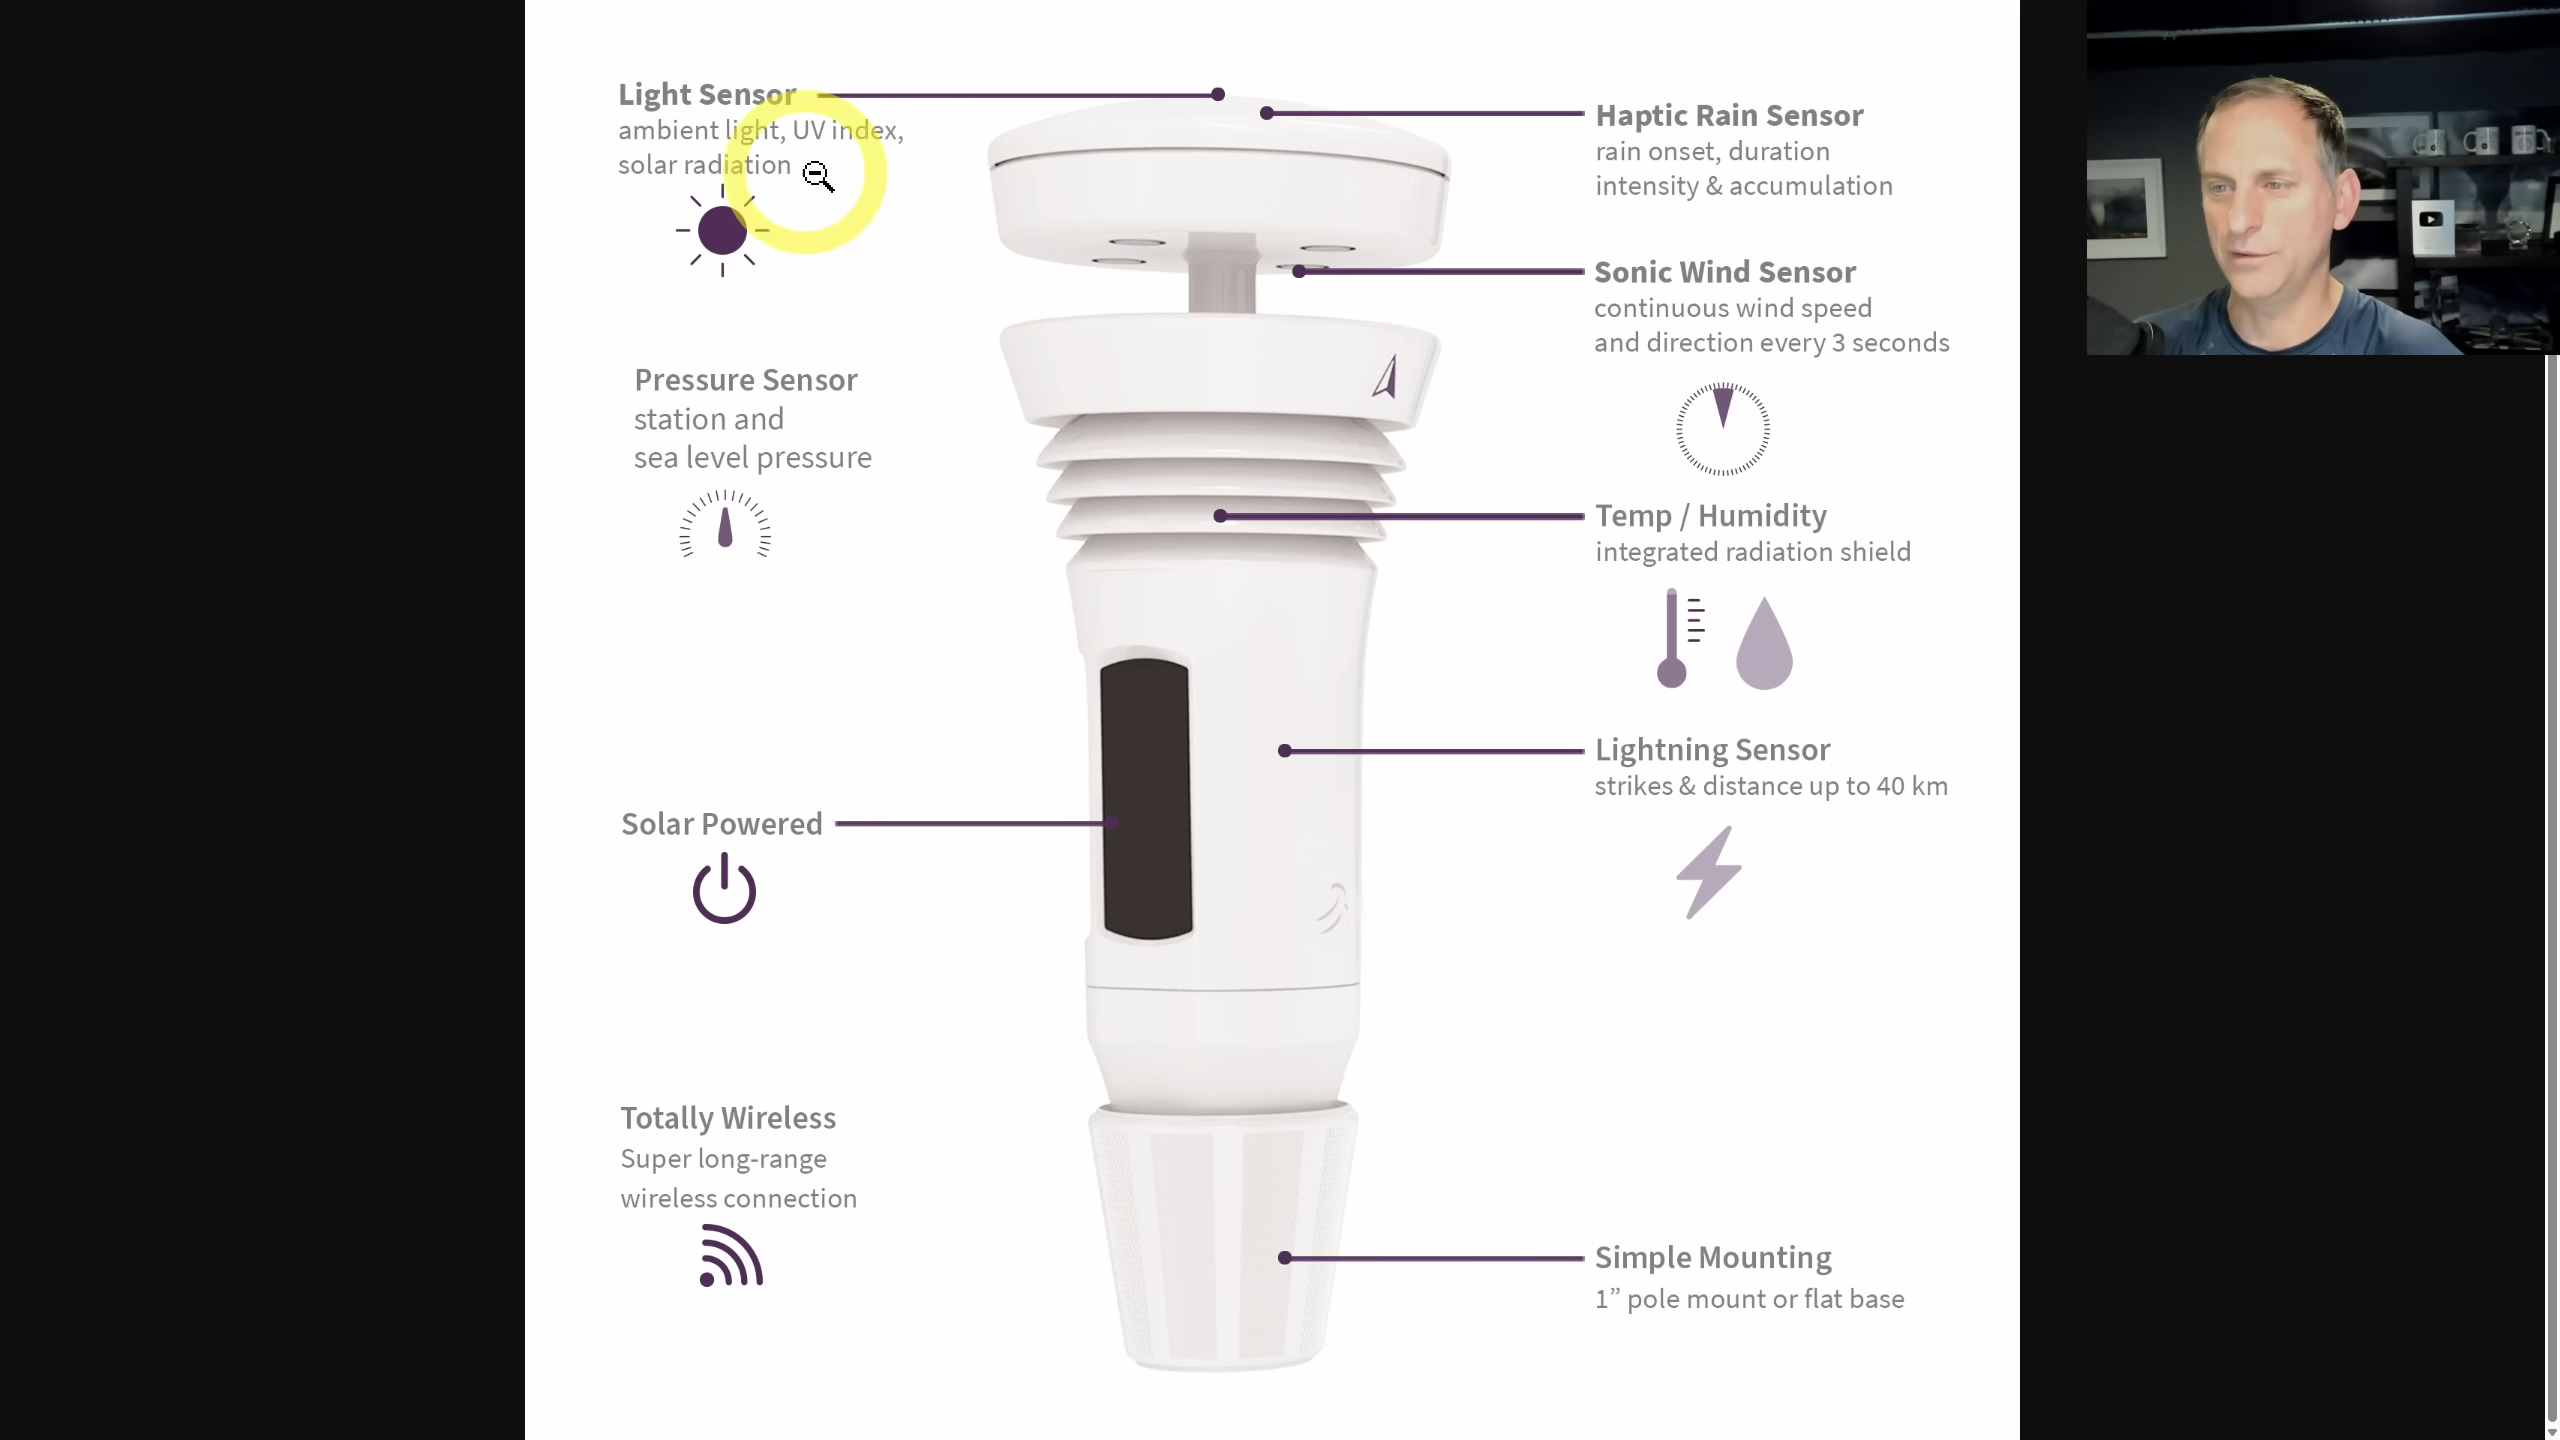 Light Sensor
ambient light, UV index,
solar radiation
Pressure Sensor
station and
sea level pressure
Solar Powered
Totally Wireless
Super long-range
wireless connection
Haptic Rain Sensor
rain onset, duration
intensity & accumulation
Sonic Wind Sensor
continuous wind speed
and direction every 3 seconds
Temp / Humidity
integrated radiation shield
Lightning Sensor
strikes & distance up to 40 km
Simple Mounting
1” pole mount or flat base